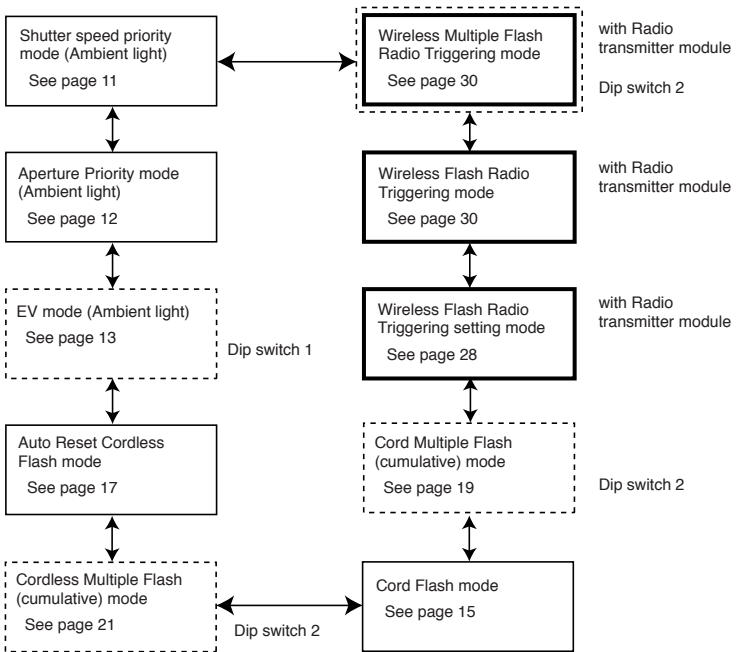 Shutter speed priority
mode (Ambient light)
See page 11
Wireless Multiple Flash
Radio Triggering mode
See page 30
with Radio
transmitter module
Dip switch 2
Aperture Priority mode
(Ambient light)
See page 12
Wireless Flash Radio
Triggering mode
See page 30
with Radio
transmitter module
EV mode (Ambient light)
See page 13
Dip switch 1
Wireless Flash Radio
Triggering setting mode
See page 28
with Radio
transmitter module
Auto Reset Cordless
Flash mode
See page 17
Cord Multiple Flash
(cumulative) mode
See page 19
Dip switch 2
Cordless Multiple Flash
(cumulative) mode
See page 21
Dip switch 2
Cord Flash mode
See page 15